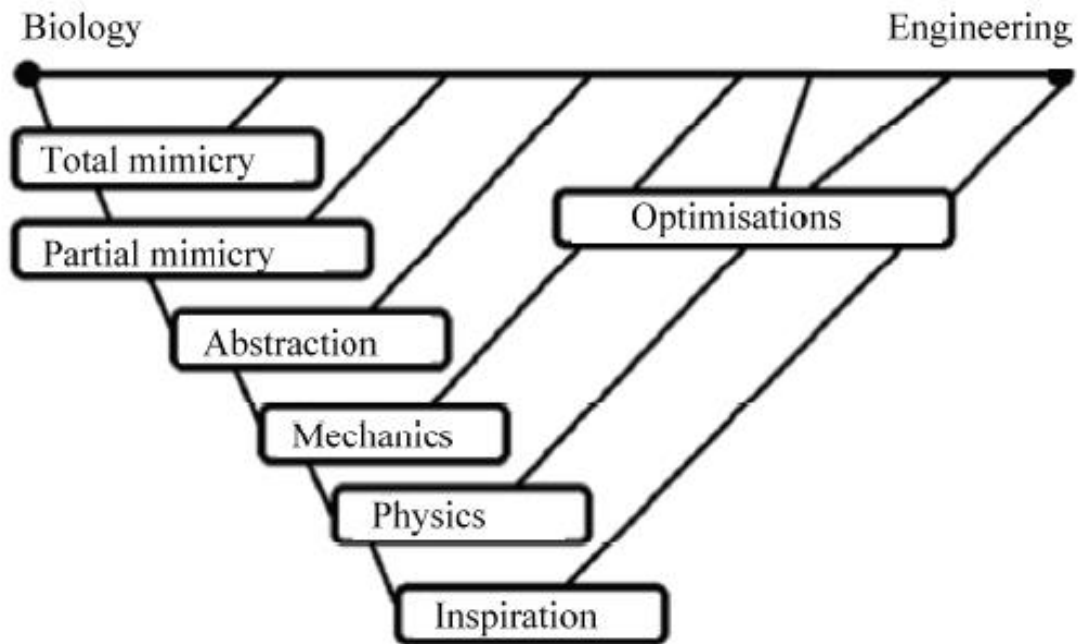 Biology
Engineering
Total mimicry
Partial mimicry
Optimisations
Abstraction
Mechanics
Physics
Inspiration